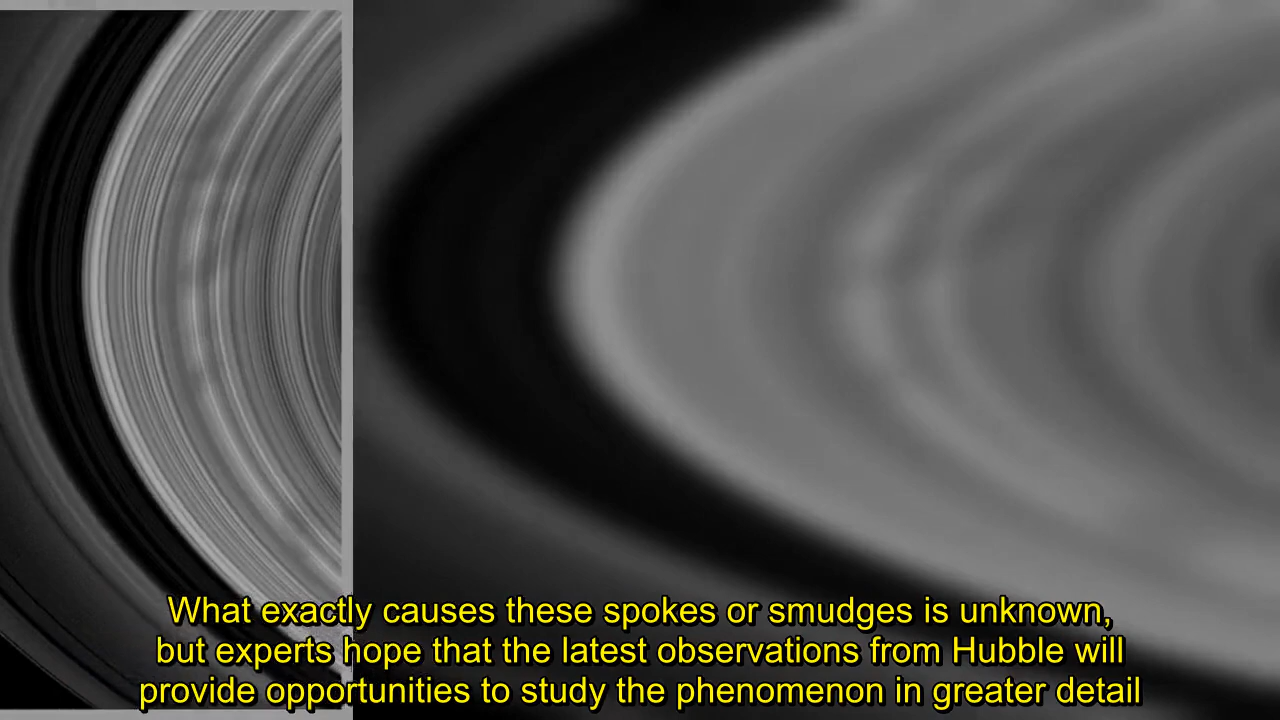 What exactly causes these spokes or smudges is unknown,
but experts hope that the latest observations from Hubble will
provide opportunities to study the phenomenon in greater detail